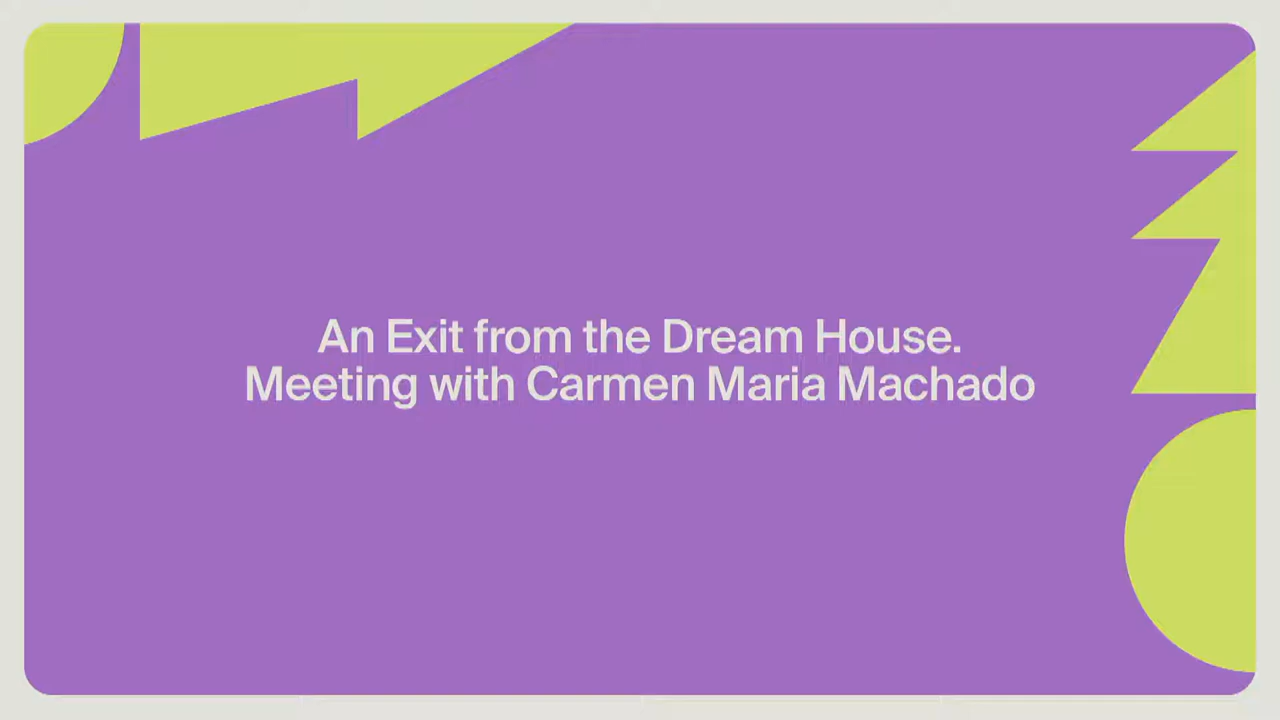 An Exit from the Dream House.
Meeting with Carmen Maria Machado